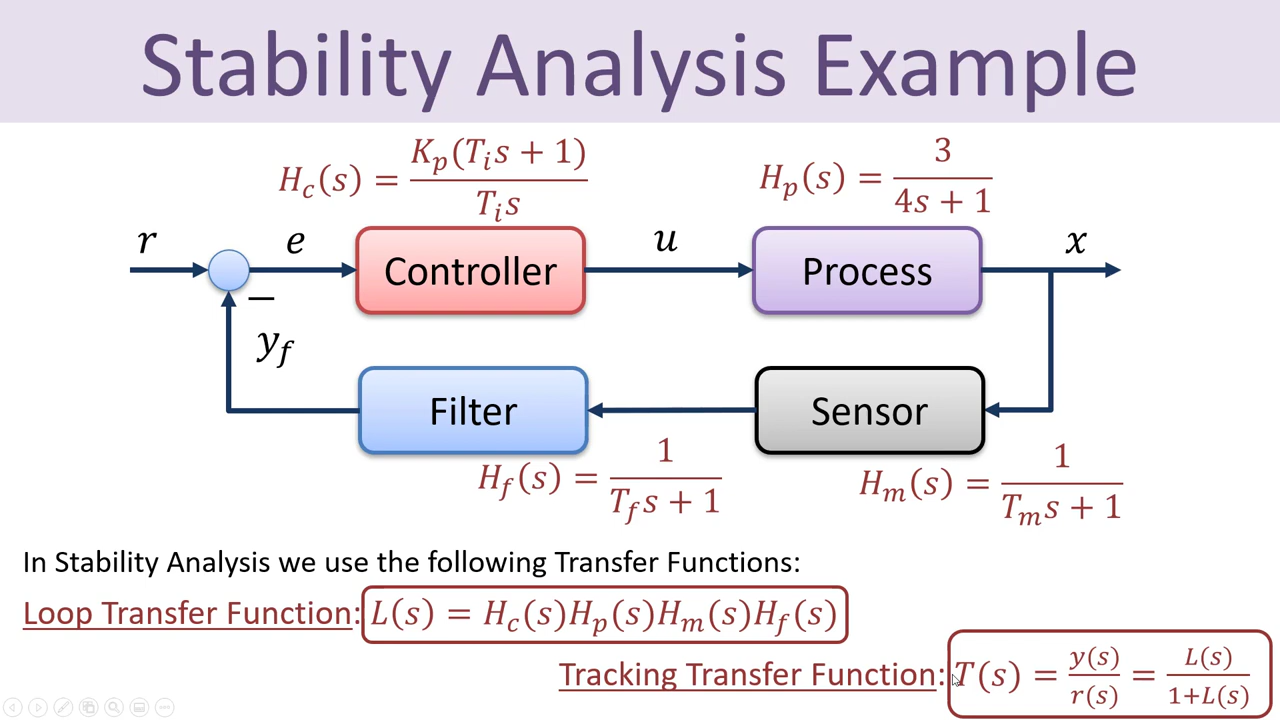 Stability Analysis Example
H_c(s) = K_p(T_i s + 1) / T_i s
H_p(s) = 3 / 4s + 1
r
e
Controller
u
Process
x
−
y_f
Filter
Sensor
H_f(s) = 1 / T_f s + 1
H_m(s) = 1 / T_m s + 1
In Stability Analysis we use the following Transfer Functions:
Loop Transfer Function: L(s) = H_c(s)H_p(s)H_m(s)H_f(s)
Tracking Transfer Function: T(s) = y(s) / r(s) = L(s) / 1+L(s)